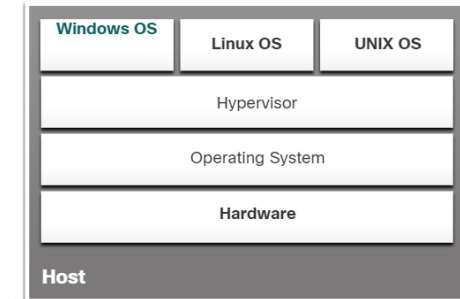 Windows OS
Linux OS
UNIX OS
Hypervisor
Operating System
Hardware
Host